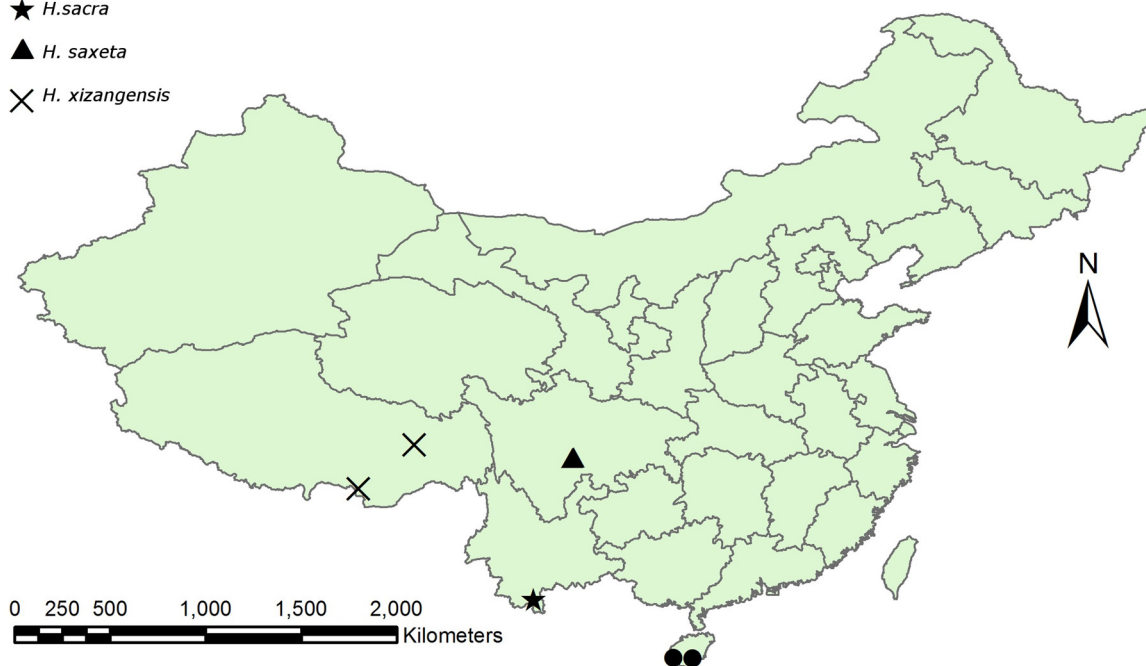 H.sacra
H. saxeta
H. xizangensis
N
0 250 500 1,000 1,500 2,000
Kilometers